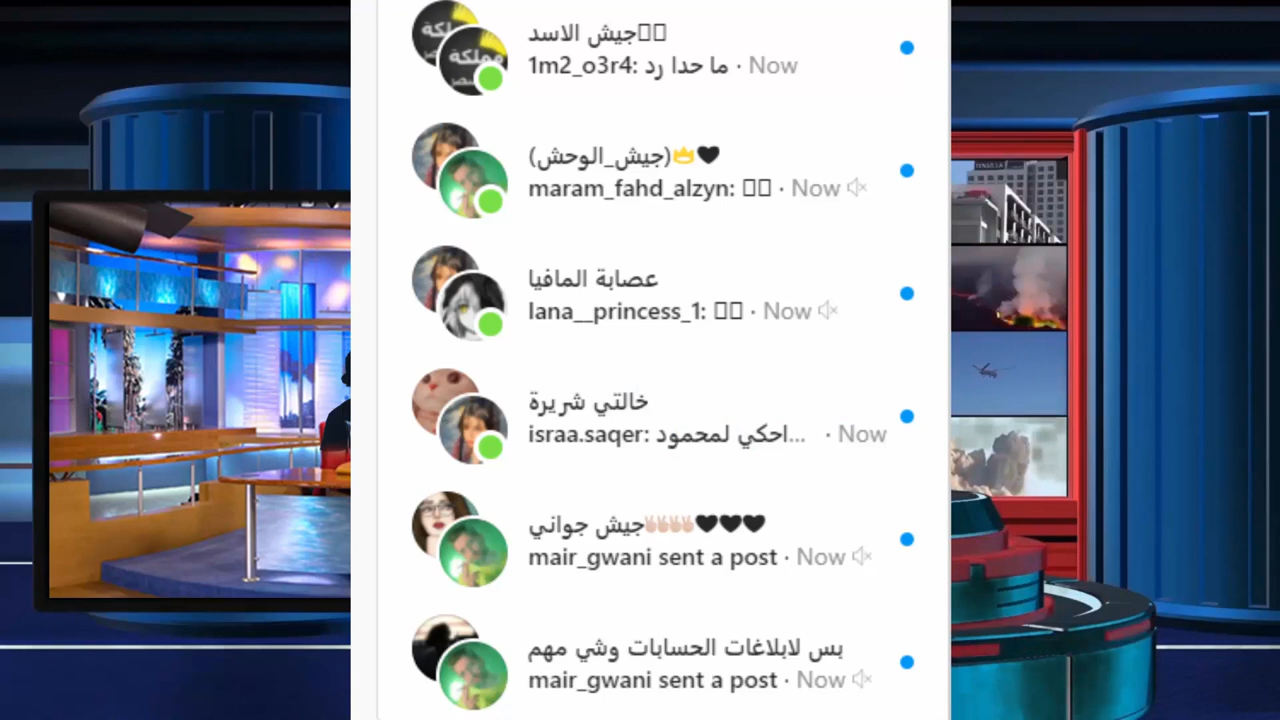 جيش الاسد
1m2_o3r4: ما حدا رد · Now
(جيش_الوحش)👑🖤
maram_fahd_alzyn: · Now
عصابة المافيا
lana__princess_1: · Now
خالتي شريرة
israa.saqer: احكي لمحمود... · Now
جيش جواني✌🏻✌🏻✌🏻✌🏻🖤🖤🖤
mair_gwani sent a post · Now
بس لابلاغات الحسابات وشي مهم
mair_gwani sent a post · Now